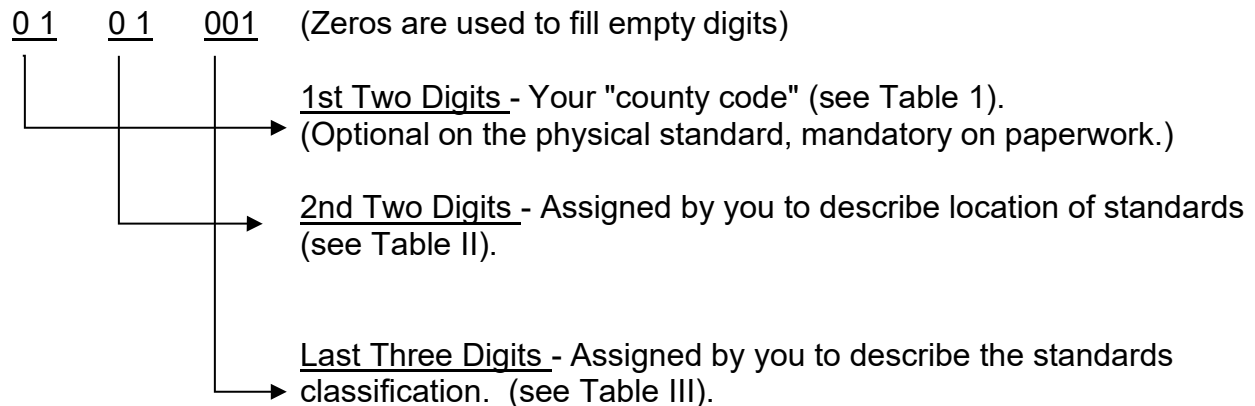 0 1 0 1 001 (Zeros are used to fill empty digits)
1st Two Digits - Your "county code" (see Table 1).
(Optional on the physical standard, mandatory on paperwork.)
2nd Two Digits - Assigned by you to describe location of standards
(see Table II).
Last Three Digits - Assigned by you to describe the standards
classification. (see Table III).